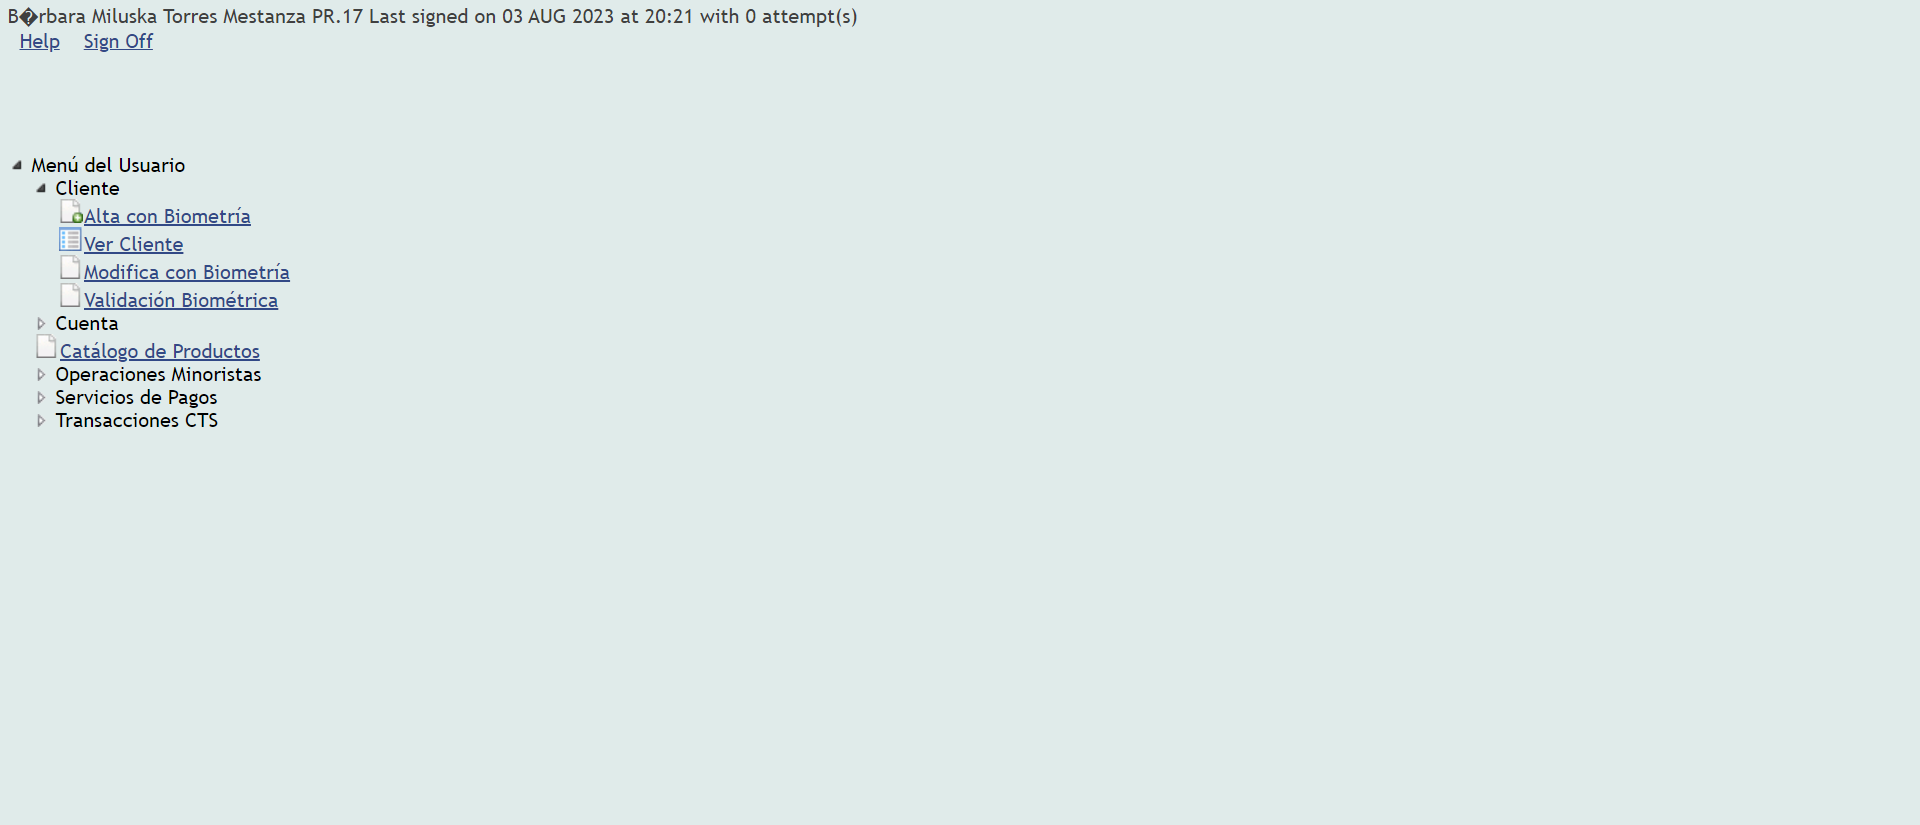 B�rbara Miluska Torres Mestanza PR.17 Last signed on 03 AUG 2023 at 20:21 with 0 attempt(s)
Help Sign Off
Menú del Usuario
Cliente
Alta con Biometría
Ver Cliente
Modifica con Biometría
Validación Biométrica
Cuenta
Catálogo de Productos
Operaciones Minoristas
Servicios de Pagos
Transacciones CTS